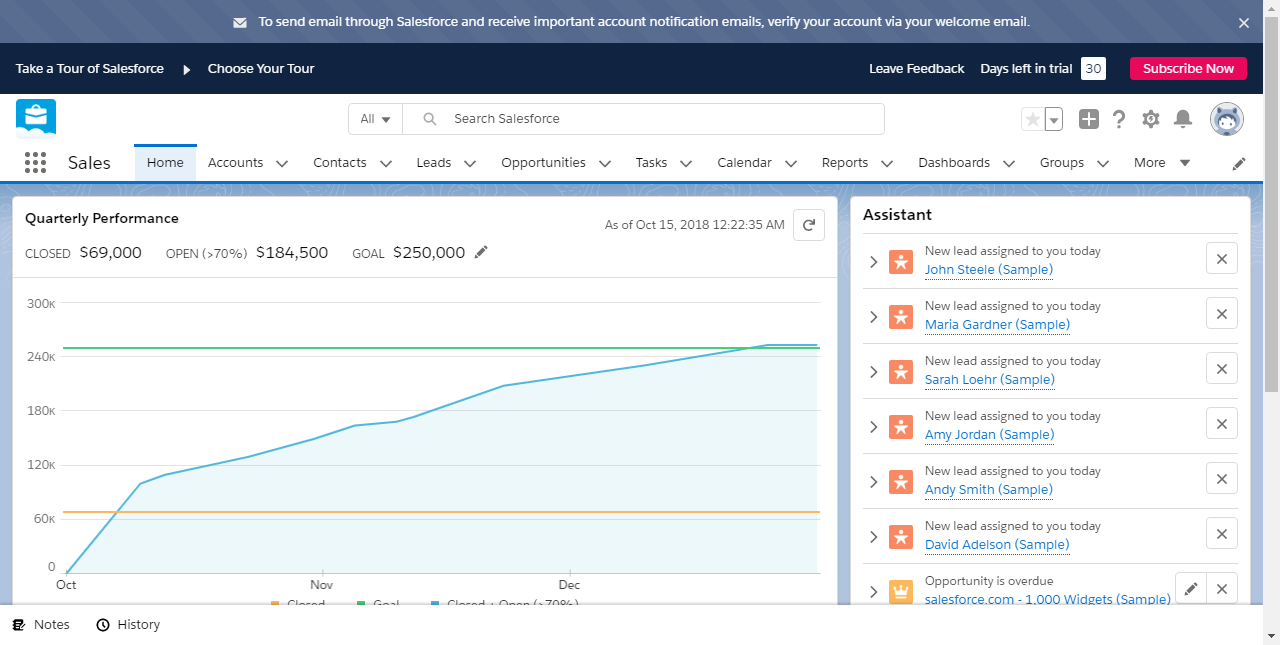 To send email through Salesforce and receive important account notification emails, verify your account via your welcome email.
Take a Tour of Salesforce Choose Your Tour Leave Feedback Days left in trial 30 Subscribe Now
All Search Salesforce
Sales Home Accounts Contacts Leads Opportunities Tasks Calendar Reports Dashboards Groups More
Quarterly Performance
As of Oct 15, 2018 12:22:35 AM
CLOSED $69,000 OPEN (>70%) $184,500 GOAL $250,000
300K
240K
180K
120K
60K
0
Oct Nov Dec
Closed Goal Closed + Open (>70%)
Assistant
New lead assigned to you today
John Steele (Sample)
New lead assigned to you today
Maria Gardner (Sample)
New lead assigned to you today
Sarah Loehr (Sample)
New lead assigned to you today
Amy Jordan (Sample)
New lead assigned to you today
Andy Smith (Sample)
New lead assigned to you today
David Adelson (Sample)
Opportunity is overdue
salesforce.com - 1,000 Widgets (Sample)
Notes History